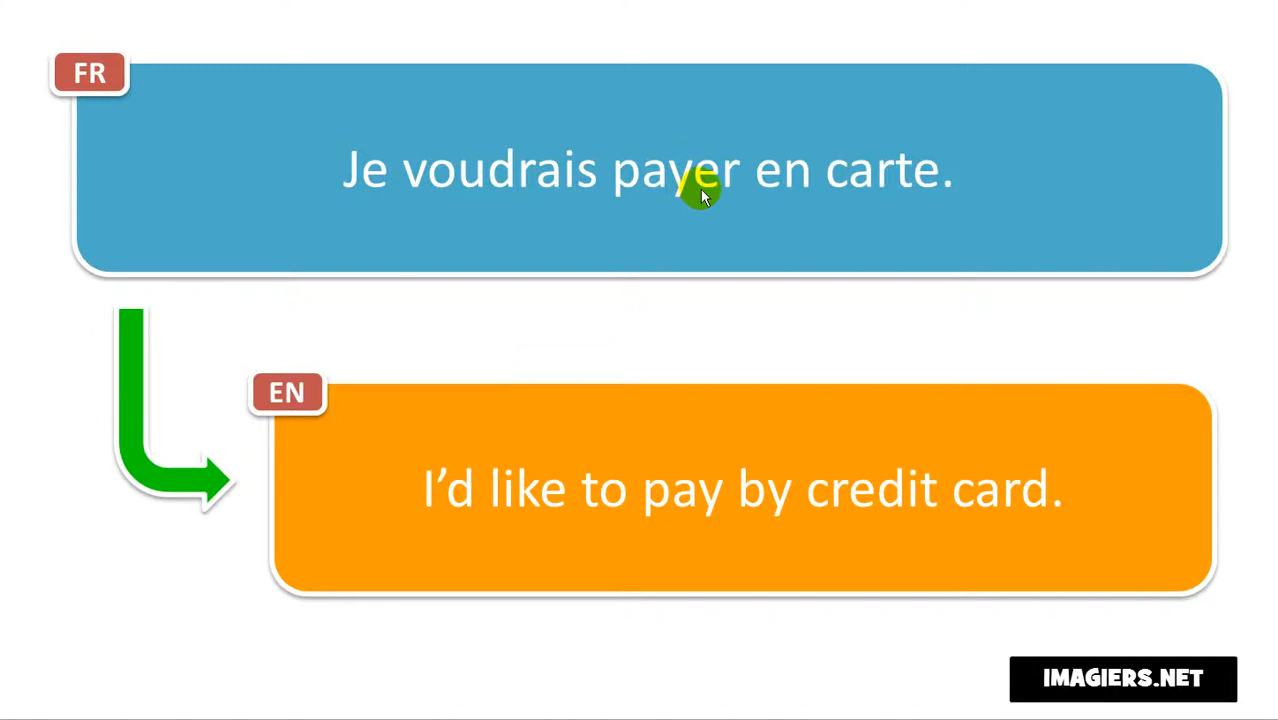 FR
Je voudrais payer en carte.
EN
I’d like to pay by credit card.
IMAGIERS.NET